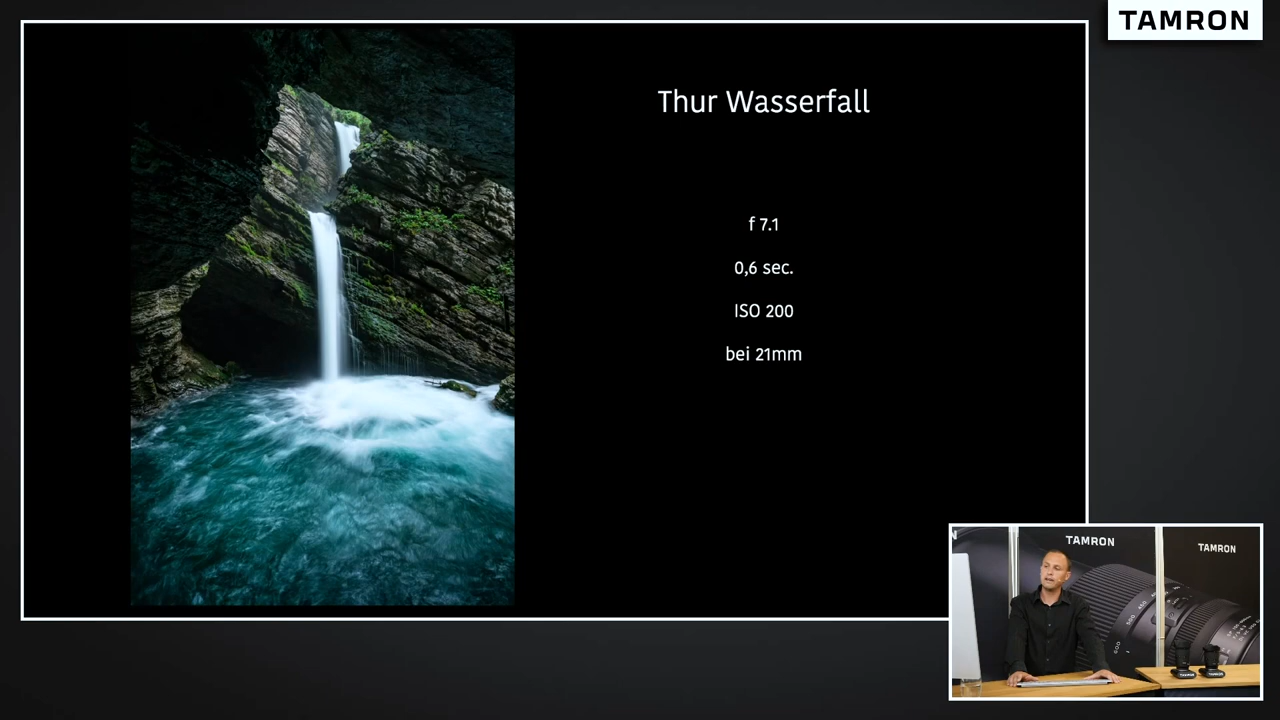 TAMRON
Thur Wasserfall
f 7.1
0,6 sec.
ISO 200
bei 21mm
TAMRON
TAMRON